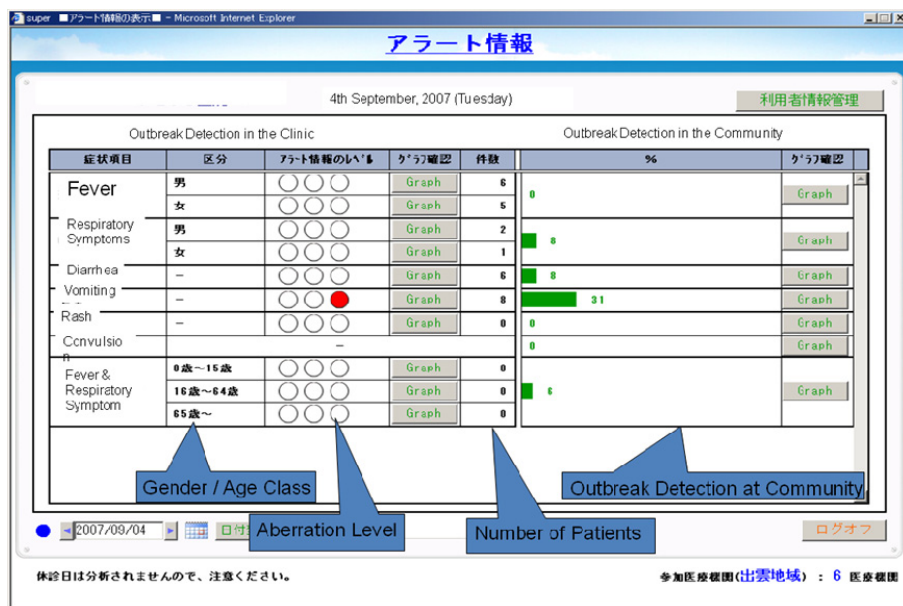 super ■アラート情報の表示■ - Microsoft Internet Explorer
アラート情報
4th September, 2007 (Tuesday)
利用者情報管理
Outbreak Detection in the Clinic
Outbreak Detection in the Community
症状項目 区分 アラート情報のレベル グラフ確認 件数 % グラフ確認
Fever 男 Graph 6 0 Graph
女 Graph 5
Respiratory Symptoms 男 Graph 2 8 Graph
女 Graph 1
Diarrhea - Graph 6 8 Graph
Vomiting - Graph 8 31 Graph
Rash - Graph 0 0 Graph
Convulsion - 0 Graph
Fever & Respiratory Symptom 0歳～15歳 Graph 0 6 Graph
16歳～64歳 Graph 0
65歳～ Graph 0
Gender / Age Class
Aberration Level
Number of Patients
Outbreak Detection at Community
2007/09/04 日付
ログオフ
休診日は分析されませんので、注意ください。
参加医療機関(出雲地域) : 6 医療機関